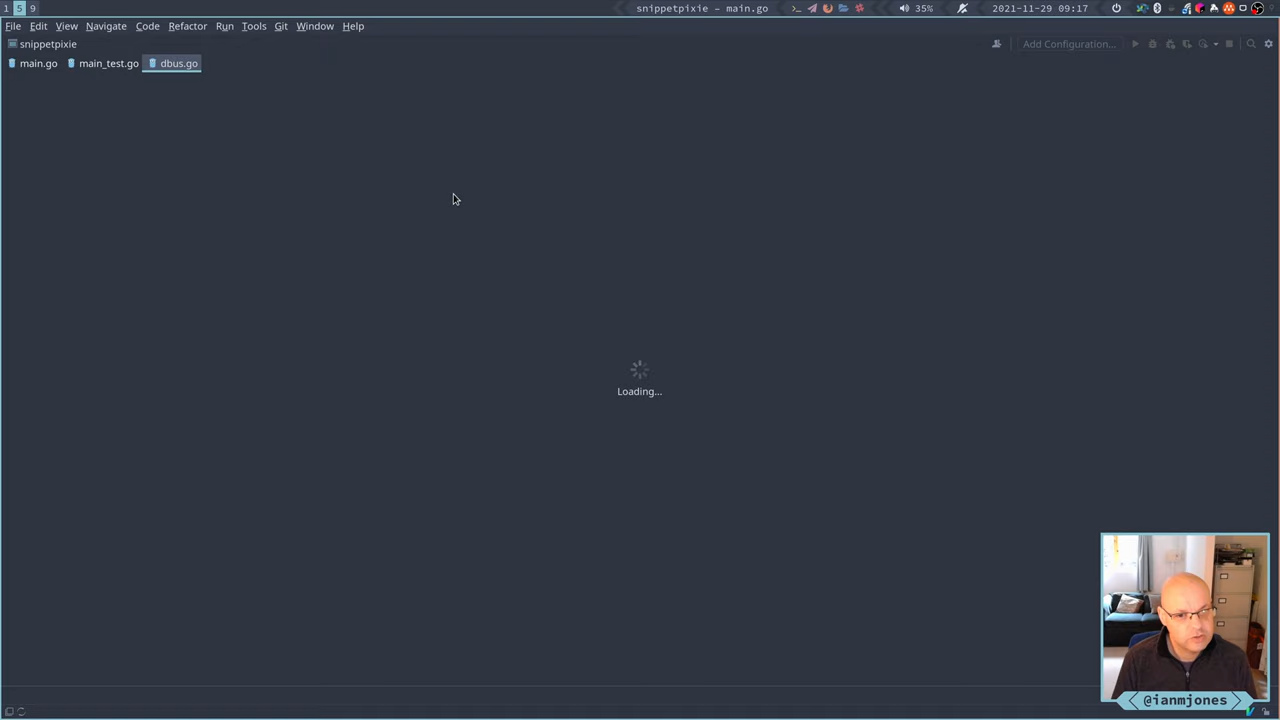 1 5 9
snippetpixie – main.go
35%
2021-11-29 09:17
File Edit View Navigate Code Refactor Run Tools Git Window Help
snippetpixie
Add Configuration...
main.go main_test.go dbus.go
Loading...
@ianmjones